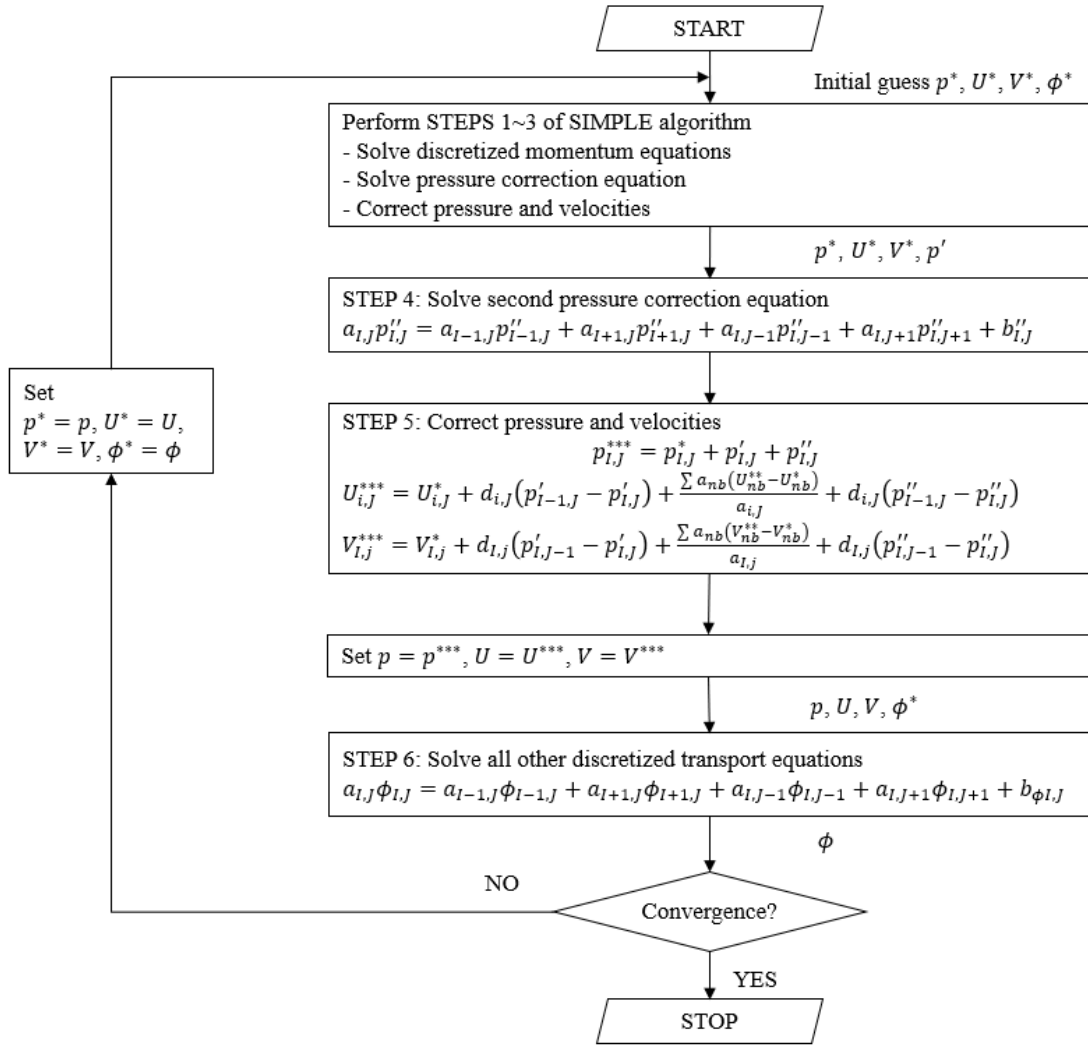 START
Initial guess p*, U*, V*, ϕ*
Perform STEPS 1~3 of SIMPLE algorithm
- Solve discretized momentum equations
- Solve pressure correction equation
- Correct pressure and velocities
p*, U*, V*, p′
STEP 4: Solve second pressure correction equation
a_{I,J}p''_{I,J} = a_{I−1,J}p''_{I−1,J} + a_{I+1,J}p''_{I+1,J} + a_{I,J−1}p''_{I,J−1} + a_{I,J+1}p''_{I,J+1} + b''_{I,J}
STEP 5: Correct pressure and velocities
p^{***}_{I,J} = p^{*}_{I,J} + p'_{I,J} + p''_{I,J}
U^{***}_{i,J} = U^{*}_{i,J} + d_{i,J}(p'_{I−1,J} − p'_{I,J}) + \frac{∑ a_{nb}(U^{**}_{nb}−U^{*}_{nb})}{a_{i,J}} + d_{i,J}(p''_{I−1,J} − p''_{I,J})
V^{***}_{I,j} = V^{*}_{I,j} + d_{I,j}(p'_{I,J−1} − p'_{I,J}) + \frac{∑ a_{nb}(V^{**}_{nb}−V^{*}_{nb})}{a_{I,j}} + d_{I,j}(p''_{I,J−1} − p''_{I,J})
Set p = p***, U = U***, V = V***
p, U, V, ϕ*
STEP 6: Solve all other discretized transport equations
a_{I,J}ϕ_{I,J} = a_{I−1,J}ϕ_{I−1,J} + a_{I+1,J}ϕ_{I+1,J} + a_{I,J−1}ϕ_{I,J−1} + a_{I,J+1}ϕ_{I,J+1} + b_{ϕI,J}
ϕ
Convergence?
NO
Set
p* = p, U* = U,
V* = V, ϕ* = ϕ
YES
STOP